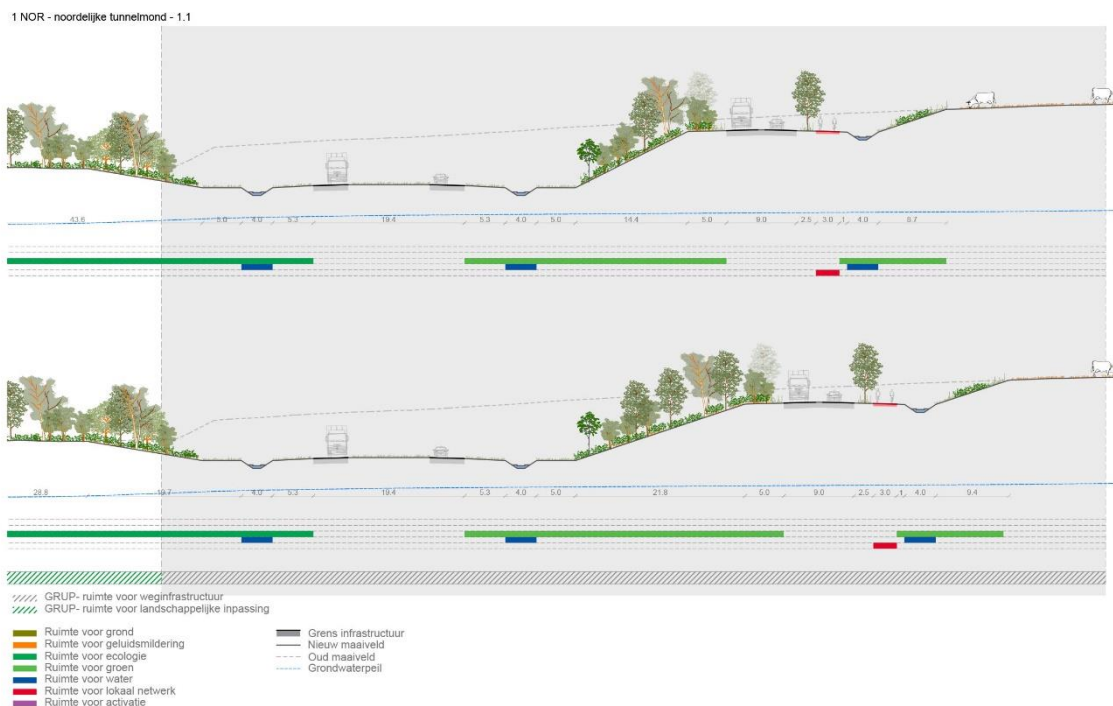 1 NOR - noordelijke tunnelmond - 1.1
43.6 5.0 4.0 5.3 19.4 5.3 4.0 5.0 14.4 5.0 9.0 2.5 3.0 1 4.0 8.7
28.8 19.7 4.0 5.3 19.4 5.3 4.0 5.0 21.8 5.0 9.0 2.5 3.0 1 4.0 9.4
GRUP- ruimte voor weginfrastructuur
GRUP- ruimte voor landschappelijke inpassing
Ruimte voor grond
Ruimte voor geluidsmildering
Ruimte voor ecologie
Ruimte voor groen
Ruimte voor water
Ruimte voor lokaal netwerk
Ruimte voor activatie
Grens infrastructuur
Nieuw maaiveld
Oud maaiveld
Grondwaterpeil